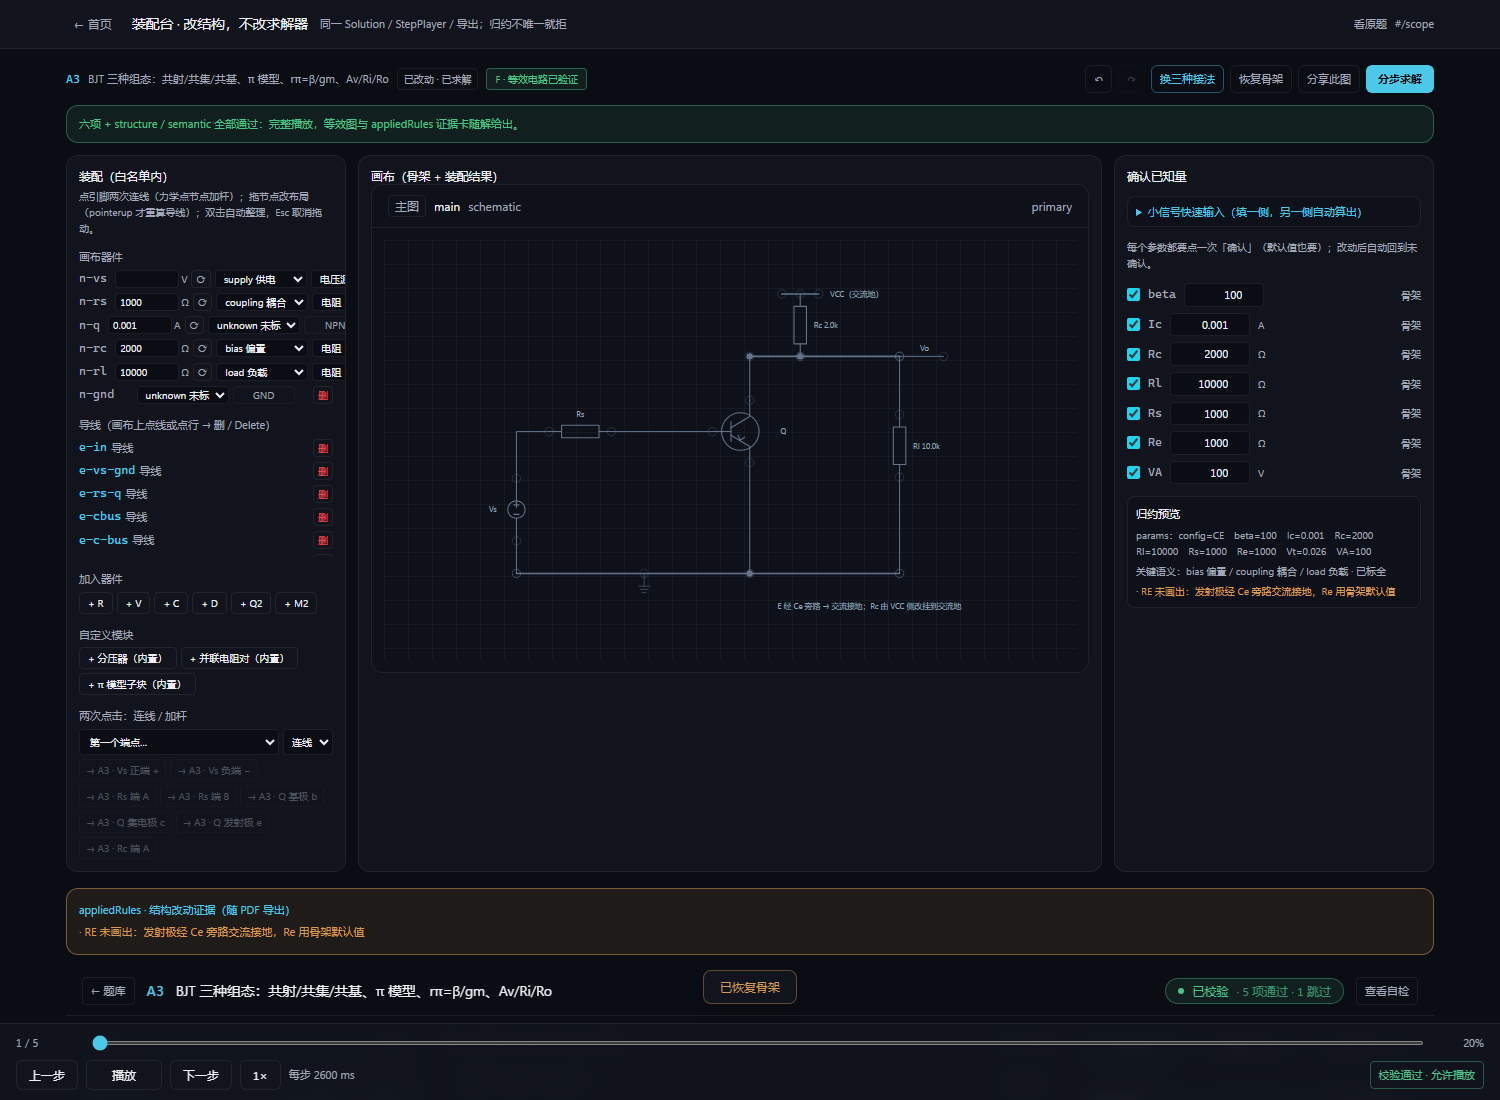 ← 首页
装配台 · 改结构，不改求解器
同一 Solution / StepPlayer / 导出；归约不唯一就拒
看原题
#/scope
A3 BJT 三种组态：共射/共集/共基、π 模型、rπ=β/gm、Av/Ri/Ro
已改动 · 已求解
F · 等效电路已验证
↶
↷
换三种接法
恢复骨架
分享此图
分步求解
六项 + structure / semantic 全部通过：完整播放，等效图与 appliedRules 证据卡随解给出。
装配（白名单内）
点引脚两次连线（力学点节点加杆）；拖节点改布局
（pointerup 才重算导线）；双击自动整理，Esc 取消拖
动。
画布器件
n-vs V ⟳ supply 供电 电压源
n-rs 1000 Ω ⟳ coupling 耦合 电阻
n-q 0.001 A ⟳ unknown 未标 NPN
n-rc 2000 Ω ⟳ bias 偏置 电阻
n-rl 10000 Ω ⟳ load 负载 电阻
n-gnd unknown 未标 GND 删
导线（画布上点线或点行 → 删 / Delete）
e-in 导线 删
e-vs-gnd 导线 删
e-rs-q 导线 删
e-cbus 导线 删
e-c-bus 导线 删
加入器件
+ R + V + C + D + Q2 + M2
自定义模块
+ 分压器（内置） + 并联电阻对（内置）
+ π 模型子块（内置）
两次点击：连线 / 加杆
第一个端点... 连线
→ A3 · Vs 正端 + → A3 · Vs 负端 −
→ A3 · Rs 端 A → A3 · Rs 端 B → A3 · Q 基极 b
→ A3 · Q 集电极 c → A3 · Q 发射极 e
→ A3 · Rc 端 A
画布（骨架 + 装配结果）
主图 main schematic primary
VCC（交流地）
Rc 2.0k
Vo
Rs
Q
Rl 10.0k
Vs
E 经 Ce 旁路 → 交流接地；Rc 由 VCC 侧改挂到交流地
确认已知量
▶ 小信号快速输入（填一侧，另一侧自动算出）
每个参数都要点一次「确认」（默认值也要）；改动后自动回到未
确认。
beta 100 骨架
Ic 0.001 A 骨架
Rc 2000 Ω 骨架
Rl 10000 Ω 骨架
Rs 1000 Ω 骨架
Re 1000 Ω 骨架
VA 100 V 骨架
归约预览
params：config=CE beta=100 Ic=0.001 Rc=2000
Rl=10000 Rs=1000 Re=1000 Vt=0.026 VA=100
关键语义：bias 偏置 / coupling 耦合 / load 负载 · 已标全
· RE 未画出：发射极经 Ce 旁路交流接地，Re 用骨架默认值
appliedRules · 结构改动证据（随 PDF 导出）
· RE 未画出：发射极经 Ce 旁路交流接地，Re 用骨架默认值
← 题库
A3 BJT 三种组态：共射/共集/共基、π 模型、rπ=β/gm、Av/Ri/Ro
已恢复骨架
已校验 · 5 项通过 · 1 跳过
查看自检
1 / 5
20%
上一步
播放
下一步
1×
每步 2600 ms
校验通过 · 允许播放